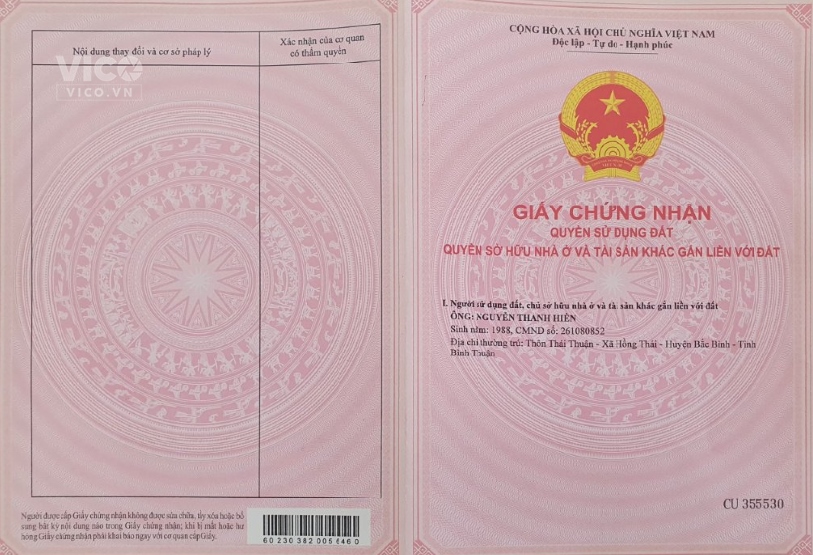 VICO
VICO.VN
Nội dung thay đổi và cơ sở pháp lý
Xác nhận của cơ quan
có thẩm quyền
Người được cấp Giấy chứng nhận không được sửa chữa, tẩy xóa hoặc bổ
sung bất kỳ nội dung nào trong Giấy chứng nhận; khi bị mất hoặc hư
hỏng Giấy chứng nhận phải khai báo ngay với cơ quan cấp Giấy.
CỘNG HÒA XÃ HỘI CHỦ NGHĨA VIỆT NAM
Độc lập - Tự do - Hạnh phúc
GIẤY CHỨNG NHẬN
QUYỀN SỬ DỤNG ĐẤT
QUYỀN SỞ HỮU NHÀ Ở VÀ TÀI SẢN KHÁC GẮN LIỀN VỚI ĐẤT
I. Người sử dụng đất, chủ sở hữu nhà ở và tài sản khác gắn liền với đất
ÔNG: NGUYỄN THANH HIỀN
Sinh năm: 1988, CMND số: 261080852
Địa chỉ thường trú: Thôn Thái Thuận - Xã Hồng Thái - Huyện Bắc Bình - Tỉnh
Bình Thuận
CU 355530